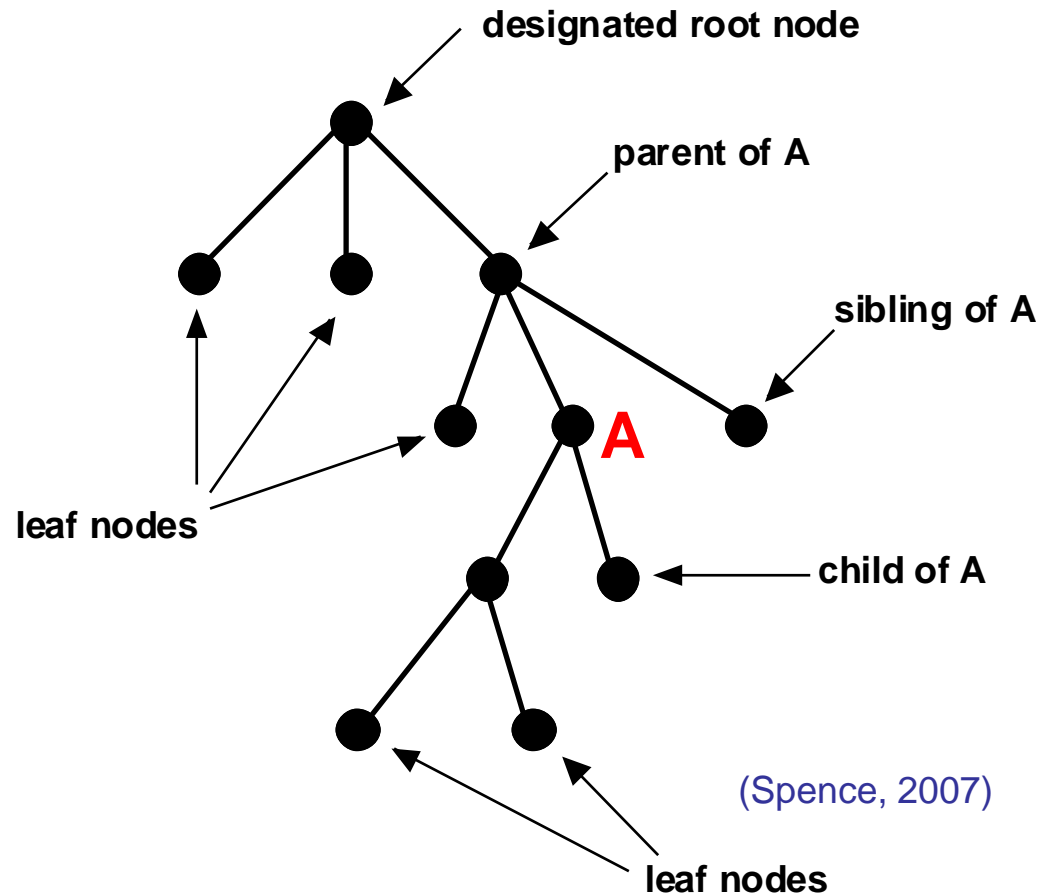 designated root node
parent of A
sibling of A
A
leaf nodes
child of A
(Spence, 2007)
leaf nodes